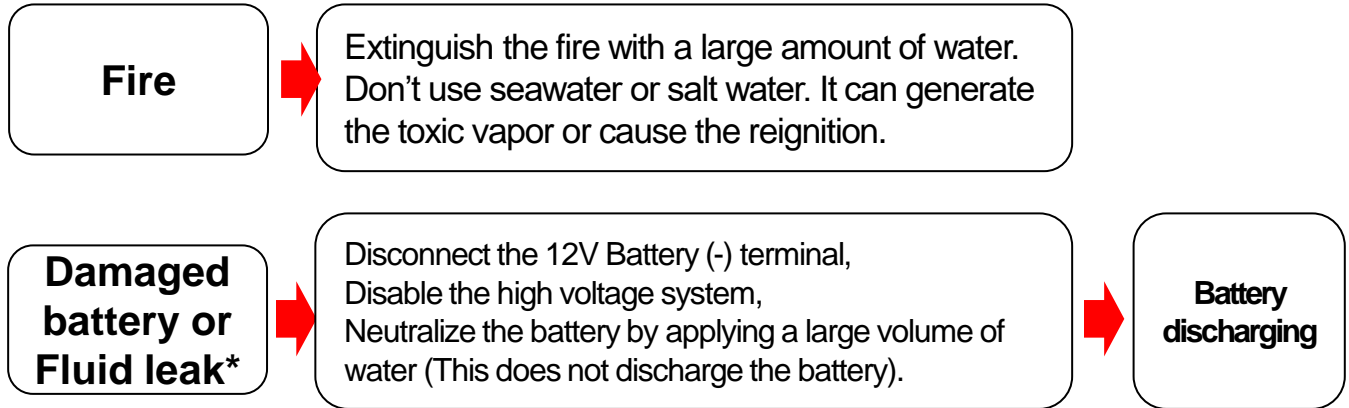 Fire
Extinguish the fire with a large amount of water.
Don’t use seawater or salt water. It can generate
the toxic vapor or cause the reignition.
Damaged
battery or
Fluid leak*
Disconnect the 12V Battery (-) terminal,
Disable the high voltage system,
Neutralize the battery by applying a large volume of
water (This does not discharge the battery).
Battery
discharging